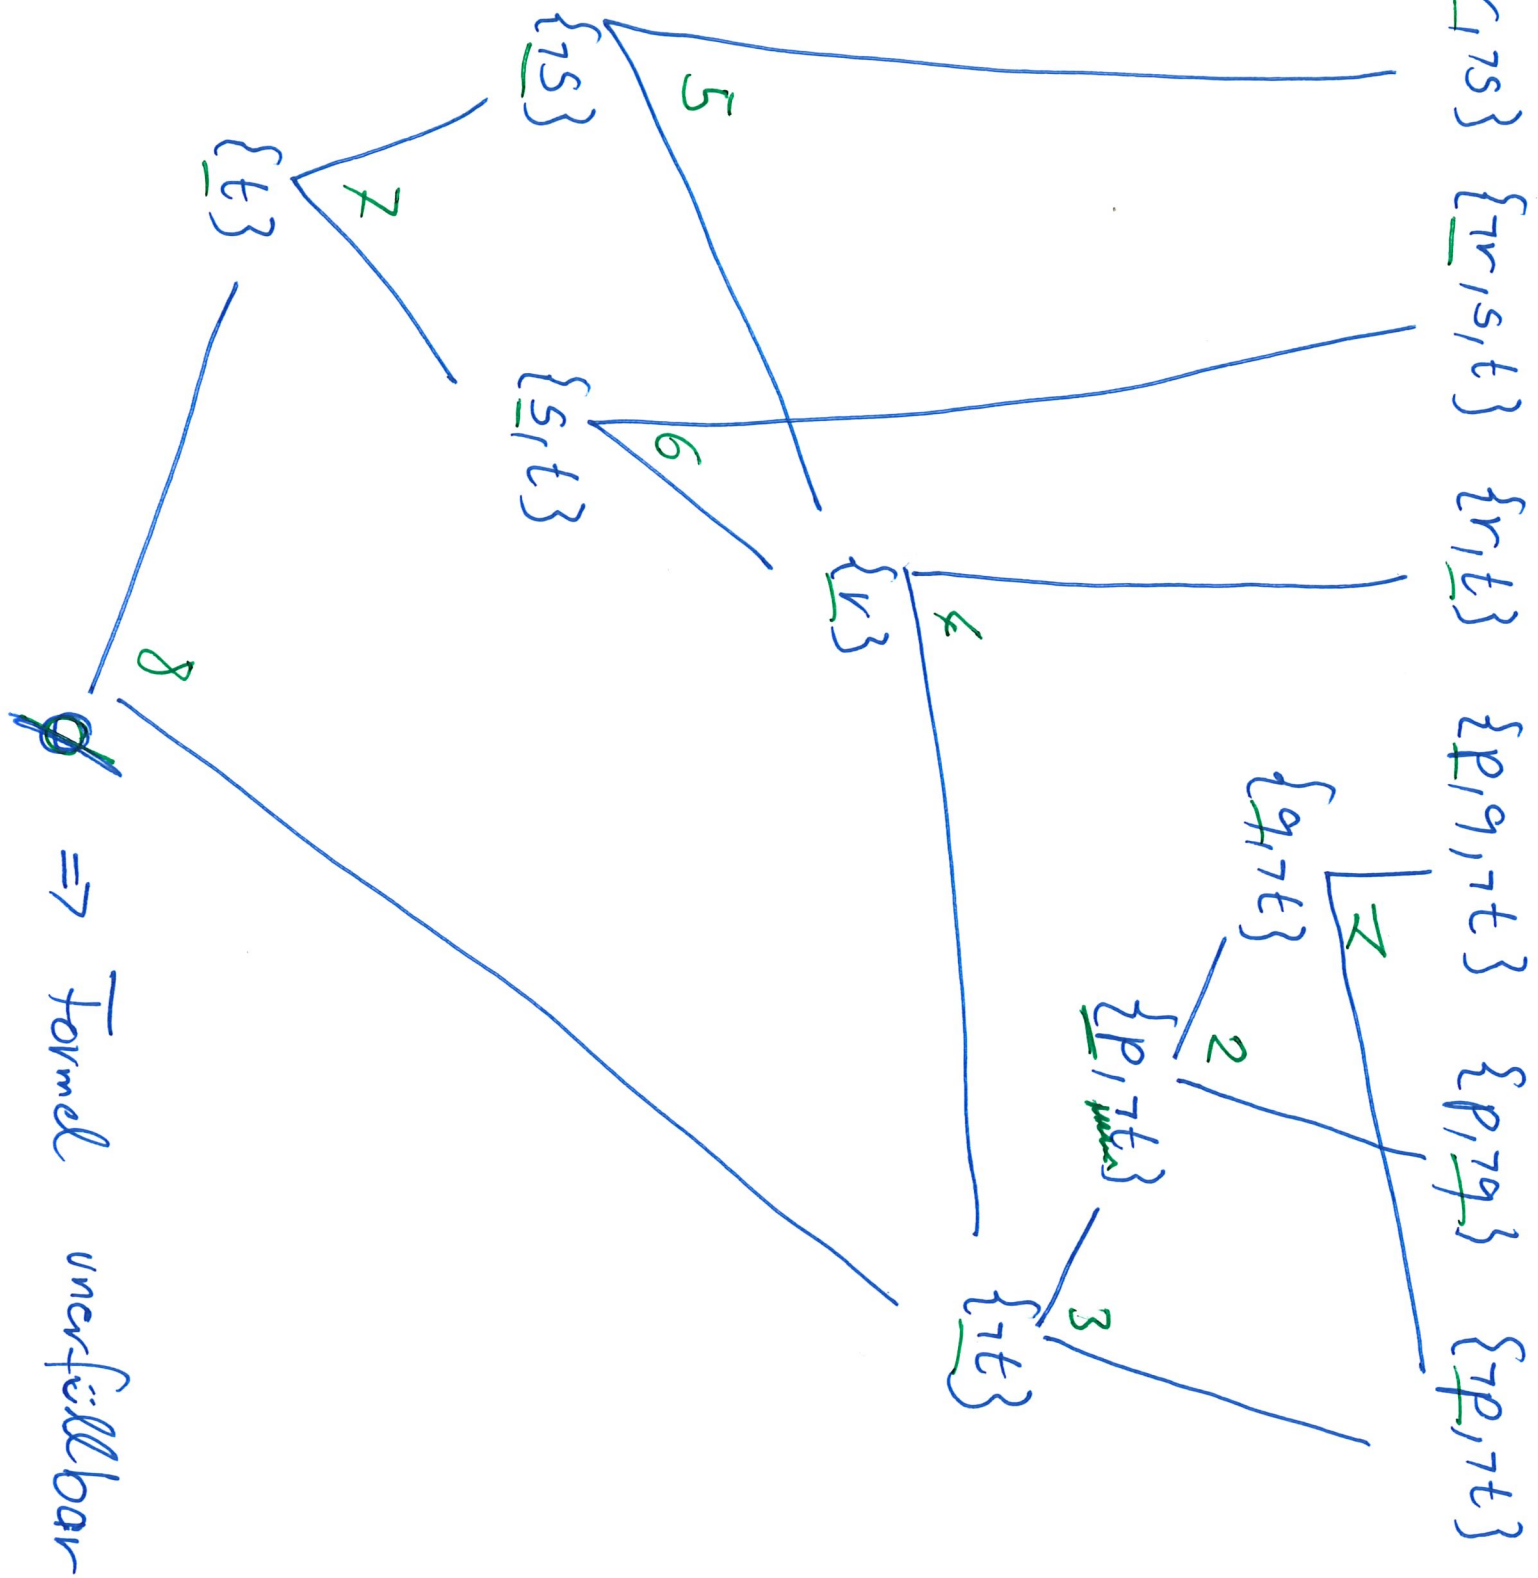 ,¬s} {¬r,s,t} {r,t} {p,q,¬t} {p,¬q} {¬p,¬t}
1
{q,¬t}
2
{p,¬t}
3
{¬t}
4
{r}
5 6
{¬s} {s,t}
7
{t}
8
∅ => Formel unerfüllbar